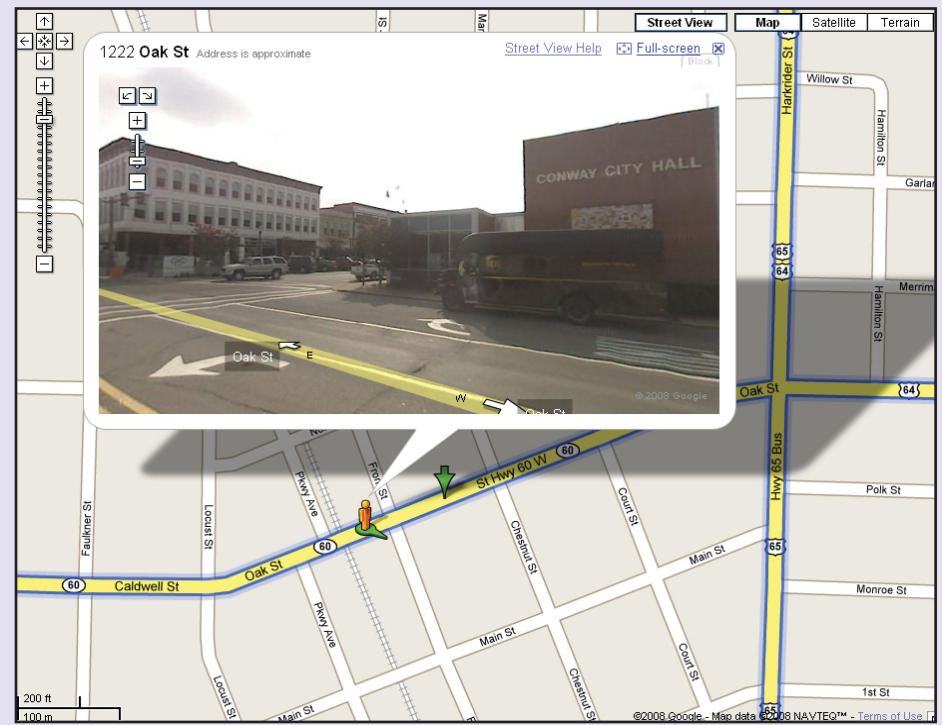 Street View
Map
Satellite
Terrain
1222 Oak St Address is approximate
Street View Help
Full-screen
Block
CONWAY CITY HALL
Oak St
E
W
Oak St
© 2008 Google
Harkrider St
Willow St
Hamilton St
Garlan
65
64
Merrim
Hamilton St
Oak St
64
Hwy 65 Bus
Polk St
60
St Hwy 60 W
Front St
Pkwy Ave
Court St
Chestnut St
Main St
65
Faulkner St
Locust St
60
Oak St
60
Caldwell St
Monroe St
Pkwy Ave
Main St
Court St
Chestnut St
Locust St
Main St
1st St
65
200 ft
100 m
©2008 Google - Map data ©2008 NAVTEQ™ - Terms of Use